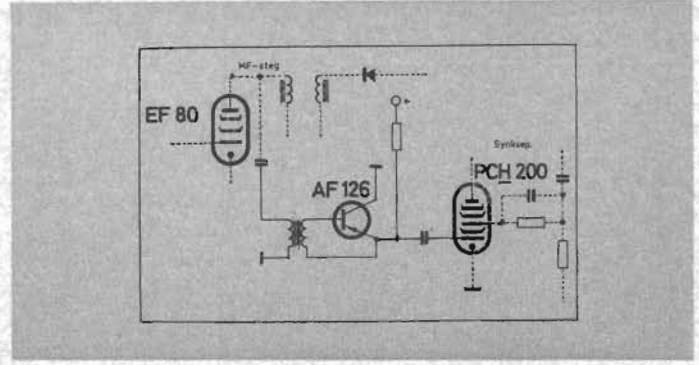 MF-steg
EF 80
Synksep.
PCH 200
AF 126
+